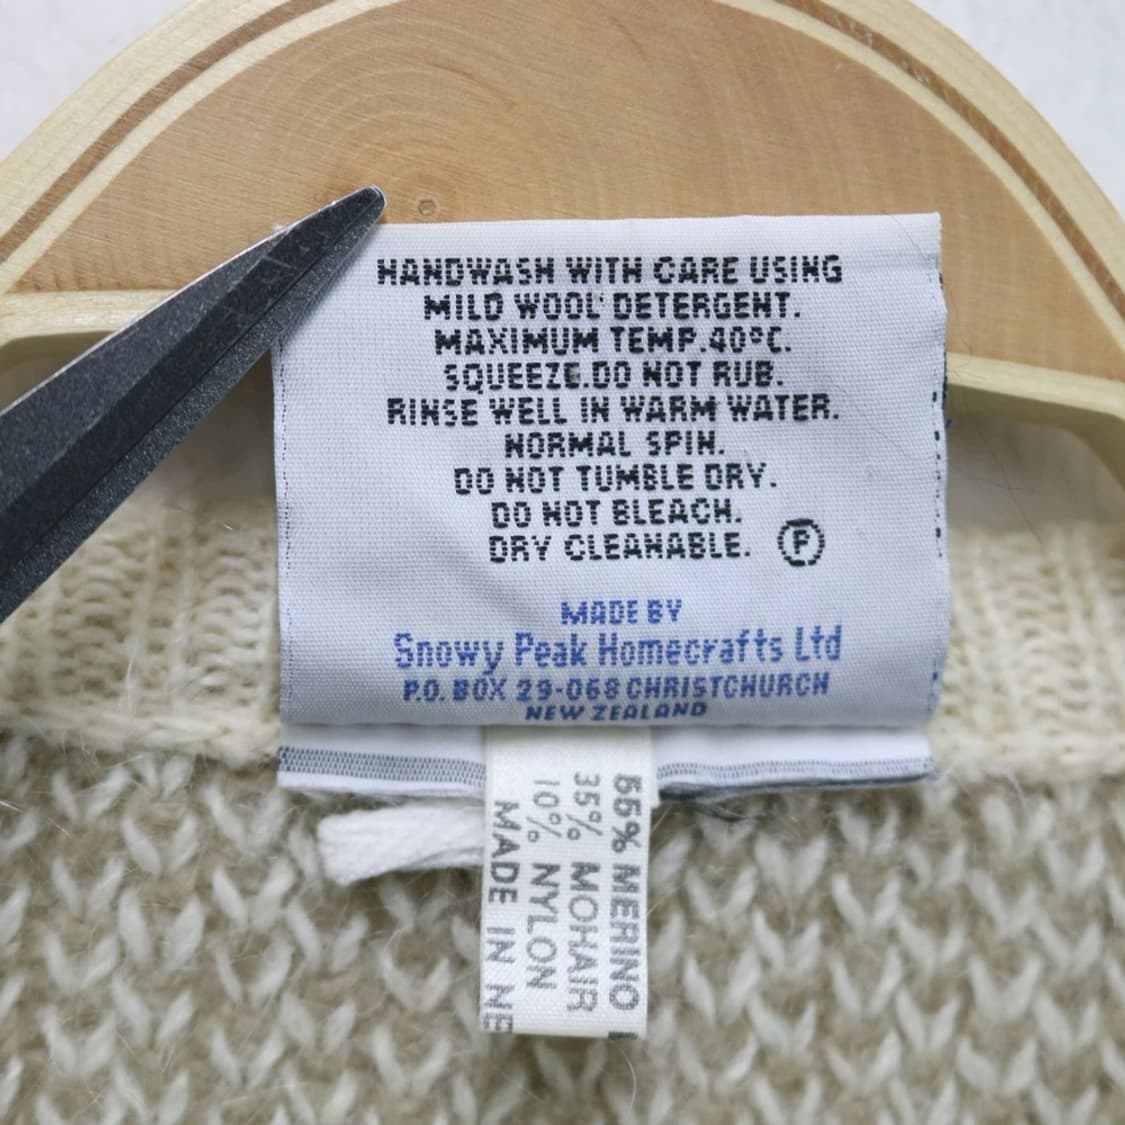 HANDWASH WITH CARE USING
MILD WOOL DETERGENT.
MAXIMUM TEMP.40°C.
SQUEEZE.DO NOT RUB.
RINSE WELL IN WARM WATER.
NORMAL SPIN.
DO NOT TUMBLE DRY.
DO NOT BLEACH.
DRY CLEANABLE. Ⓟ
MADE BY
Snowy Peak Homecrafts Ltd
P.O. BOX 29-068 CHRISTCHURCH
NEW ZEALAND
55% MERINO
35% MOHAIR
10% NYLON
MADE IN NE